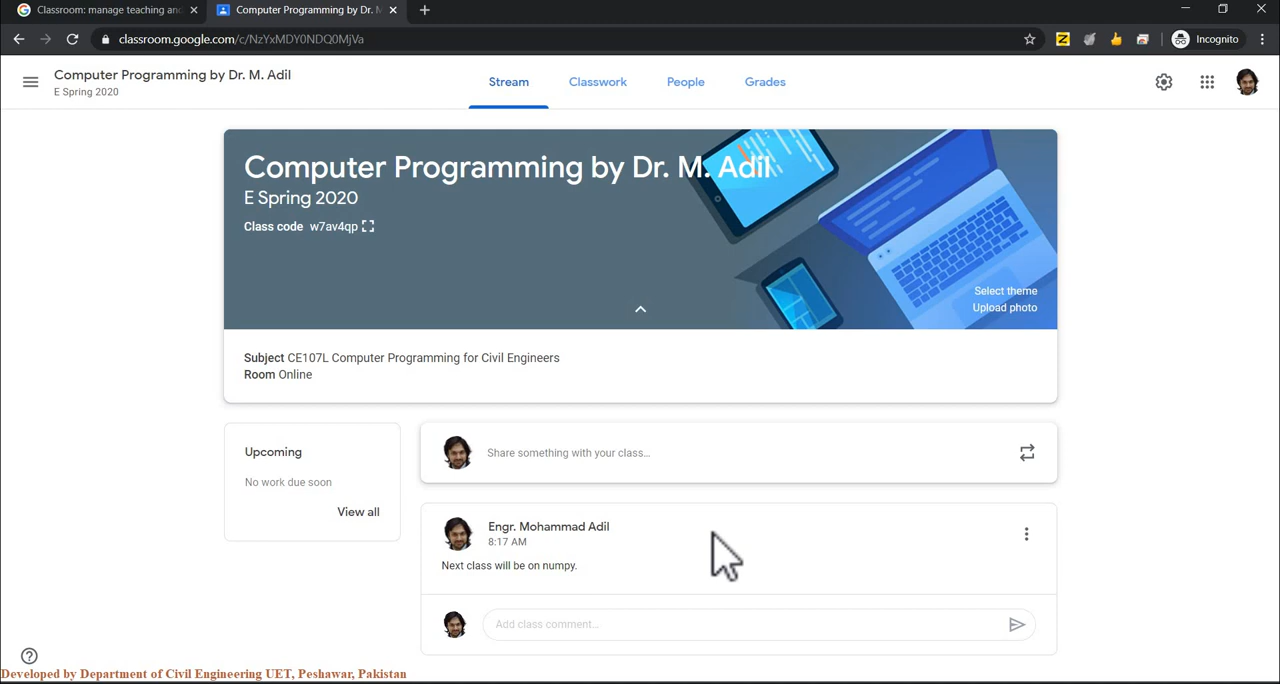 Classroom: manage teaching and
Computer Programming by Dr. M
classroom.google.com/c/NzYxMDY0NDQ0MjVa
Incognito
Computer Programming by Dr. M. Adil
E Spring 2020
Stream
Classwork
People
Grades
Computer Programming by Dr. M. Adil
E Spring 2020
Class code w7av4qp
Select theme
Upload photo
Subject CE107L Computer Programming for Civil Engineers
Room Online
Upcoming
No work due soon
View all
Share something with your class...
Engr. Mohammad Adil
8:17 AM
Next class will be on numpy.
Add class comment...
Developed by Department of Civil Engineering UET, Peshawar, Pakistan